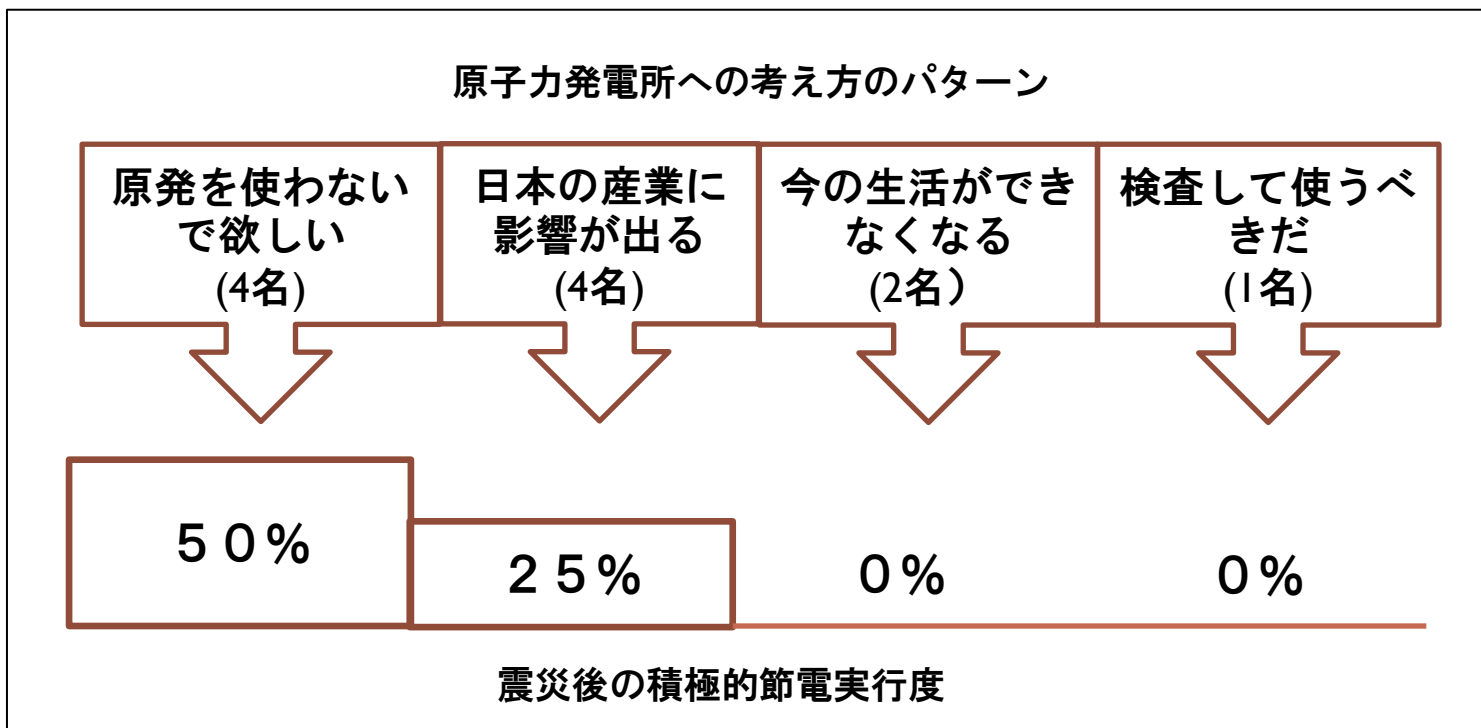 原子力発電所への考え方のパターン
原発を使わない
で欲しい
(4名)
日本の産業に
影響が出る
(4名)
今の生活ができ
なくなる
(2名）
検査して使うべ
きだ
(1名)
５０%
２５%
０%
０%
震災後の積極的節電実行度